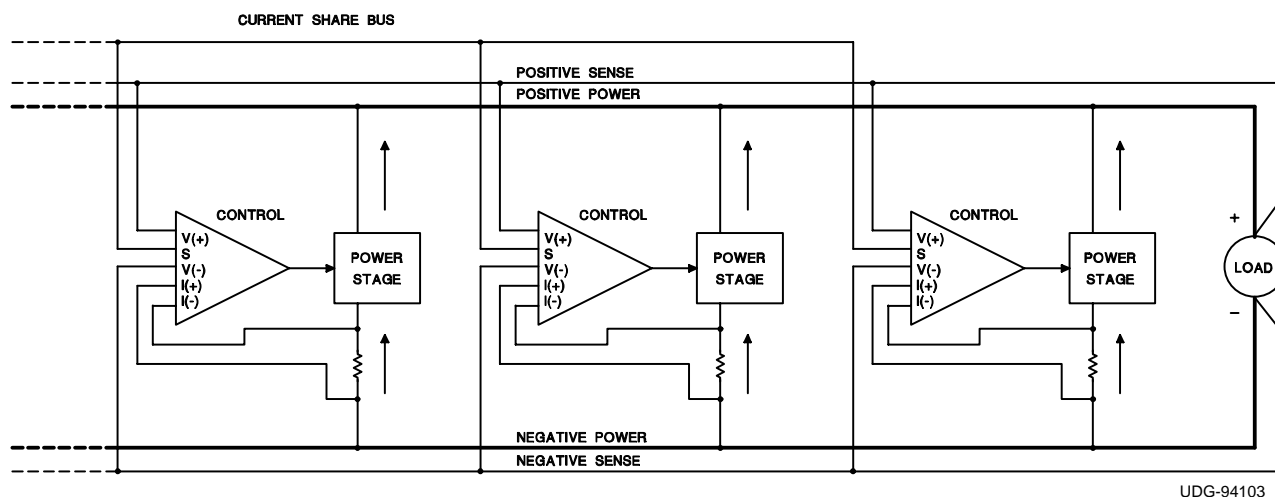 CURRENT SHARE BUS
POSITIVE SENSE
POSITIVE POWER
CONTROL
V(+)
S
V(-)
I(+)
I(-)
POWER
STAGE
CONTROL
V(+)
S
V(-)
I(+)
I(-)
POWER
STAGE
CONTROL
V(+)
S
V(-)
I(+)
I(-)
POWER
STAGE
+
LOAD
−
NEGATIVE POWER
NEGATIVE SENSE
UDG-94103